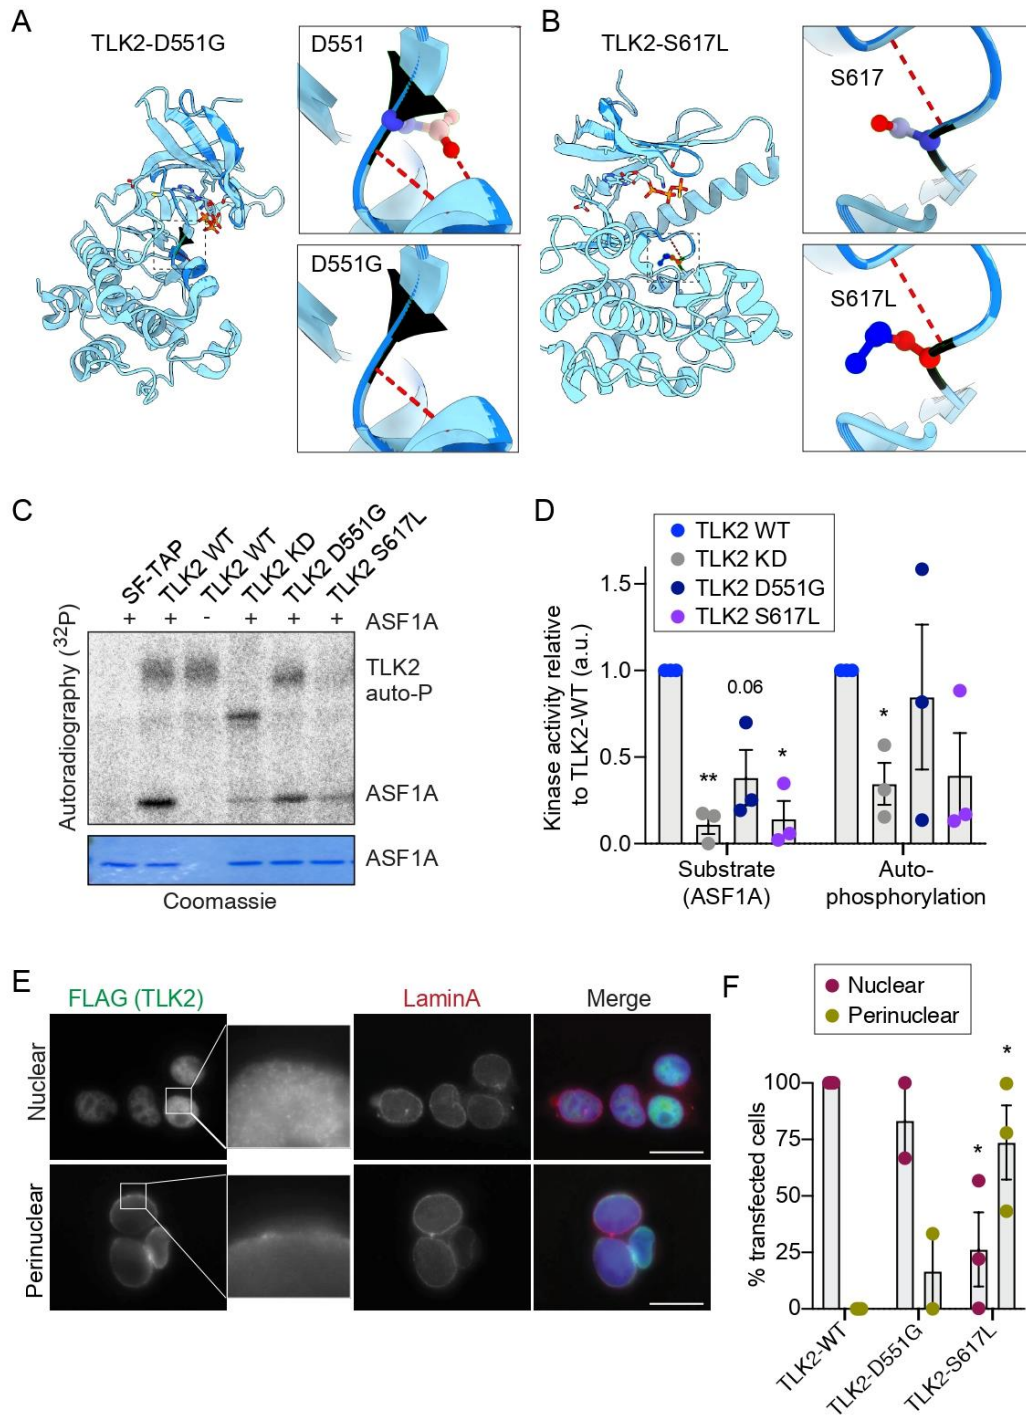 A
TLK2-D551G
D551
D551G
B
TLK2-S617L
S617
S617L
C
SF-TAP
TLK2 WT
TLK2 WT
TLK2 KD
TLK2 D551G
TLK2 S617L
+ + - + + + ASF1A
Autoradiography (32P)
TLK2
auto-P
ASF1A
ASF1A
Coomassie
D
TLK2 WT
TLK2 KD
TLK2 D551G
TLK2 S617L
Kinase activity relative
to TLK2-WT (a.u.)
1.5
1.0
0.5
0.0
**
0.06
*
*
Substrate
(ASF1A)
Auto-
phosphorylation
E
FLAG (TLK2)
LaminA
Merge
Nuclear
Perinuclear
F
Nuclear
Perinuclear
% transfected cells
100
75
50
25
0
*
*
TLK2-WT
TLK2-D551G
TLK2-S617L